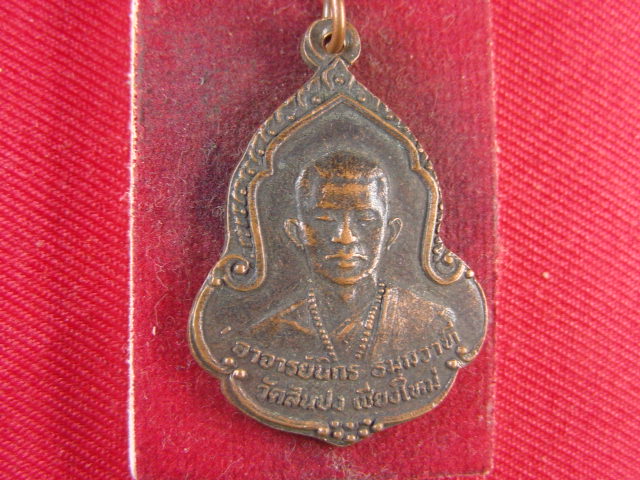 อาจารย์นิกร ธมฺมวาที
วัดสันปง เชียงใหม่